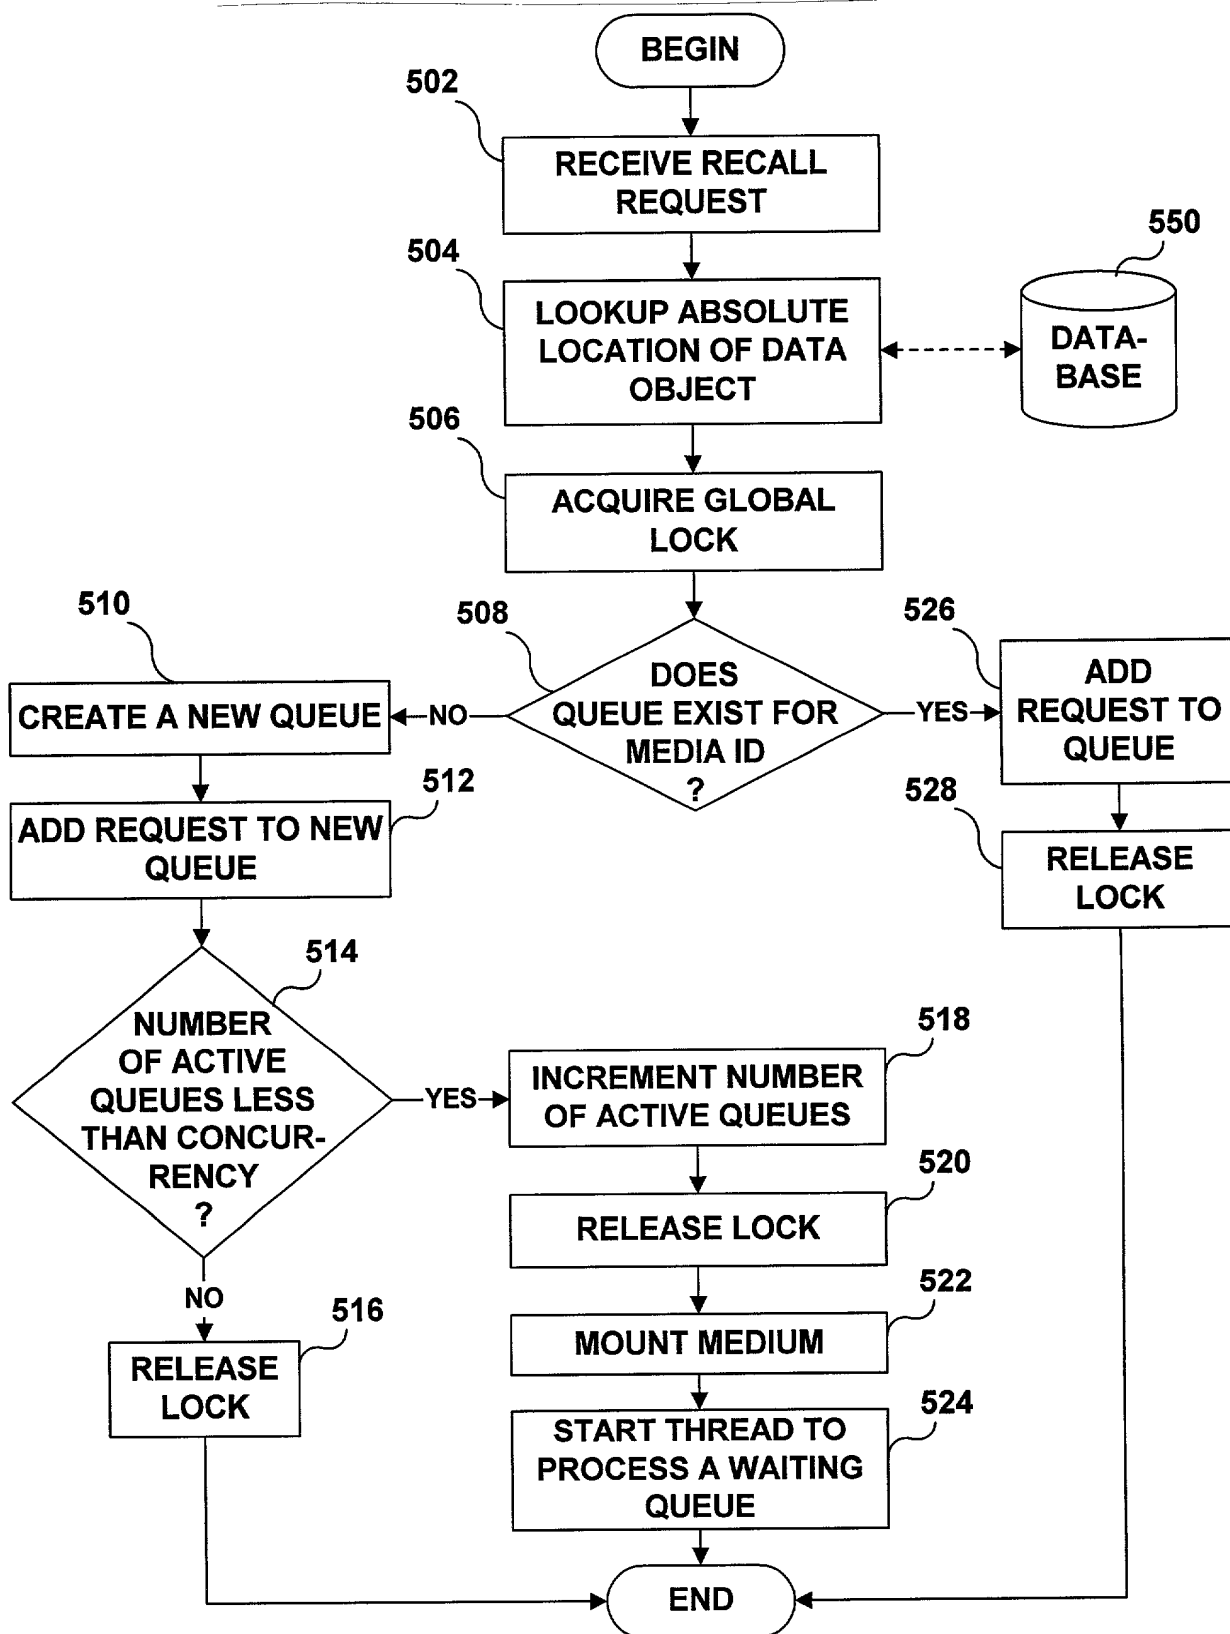 BEGIN
502
RECEIVE RECALL
REQUEST
504
LOOKUP ABSOLUTE
LOCATION OF DATA
OBJECT
550
DATA-
BASE
506
ACQUIRE GLOBAL
LOCK
508
DOES
QUEUE EXIST FOR
MEDIA ID
?
NO
YES
510
CREATE A NEW QUEUE
512
ADD REQUEST TO NEW
QUEUE
526
ADD
REQUEST TO
QUEUE
528
RELEASE
LOCK
514
NUMBER
OF ACTIVE
QUEUES LESS
THAN CONCUR-
RENCY
?
YES
NO
516
RELEASE
LOCK
518
INCREMENT NUMBER
OF ACTIVE QUEUES
520
RELEASE LOCK
522
MOUNT MEDIUM
524
START THREAD TO
PROCESS A WAITING
QUEUE
END